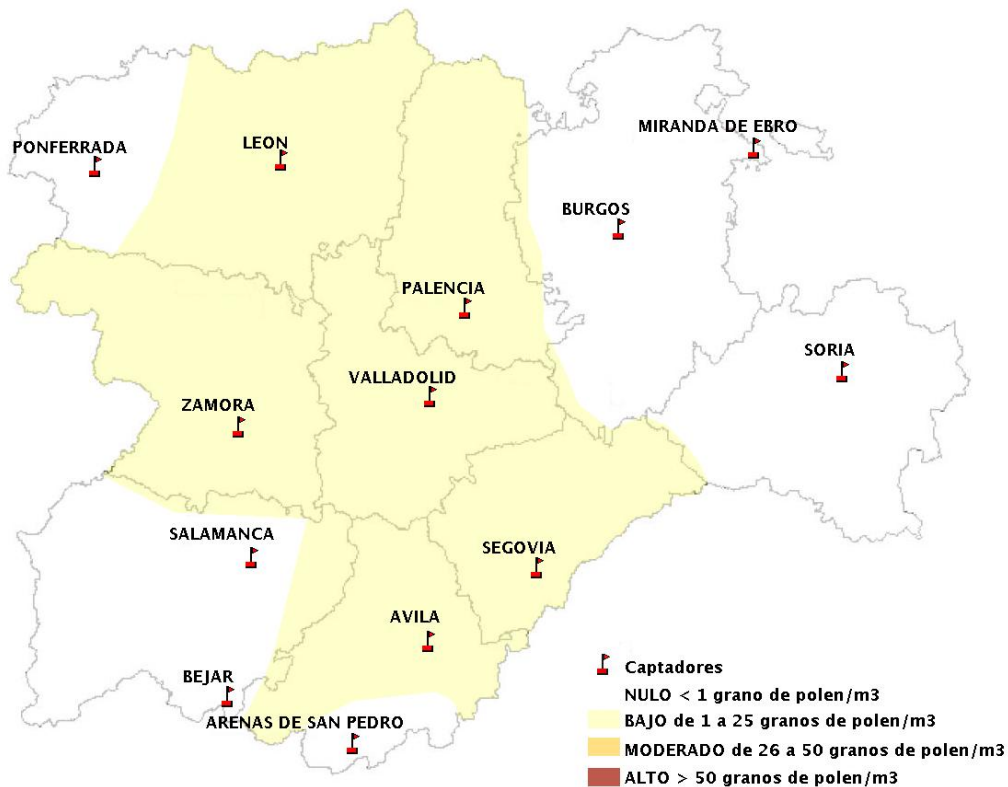 MIRANDA DE EBRO
PONFERRADA
LEON
BURGOS
PALENCIA
SORIA
VALLADOLID
ZAMORA
SALAMANCA
SEGOVIA
AVILA
BEJAR
ARENAS DE SAN PEDRO
Captadores
NULO < 1 grano de polen/m3
BAJO de 1 a 25 granos de polen/m3
MODERADO de 26 a 50 granos de polen/m3
ALTO > 50 granos de polen/m3